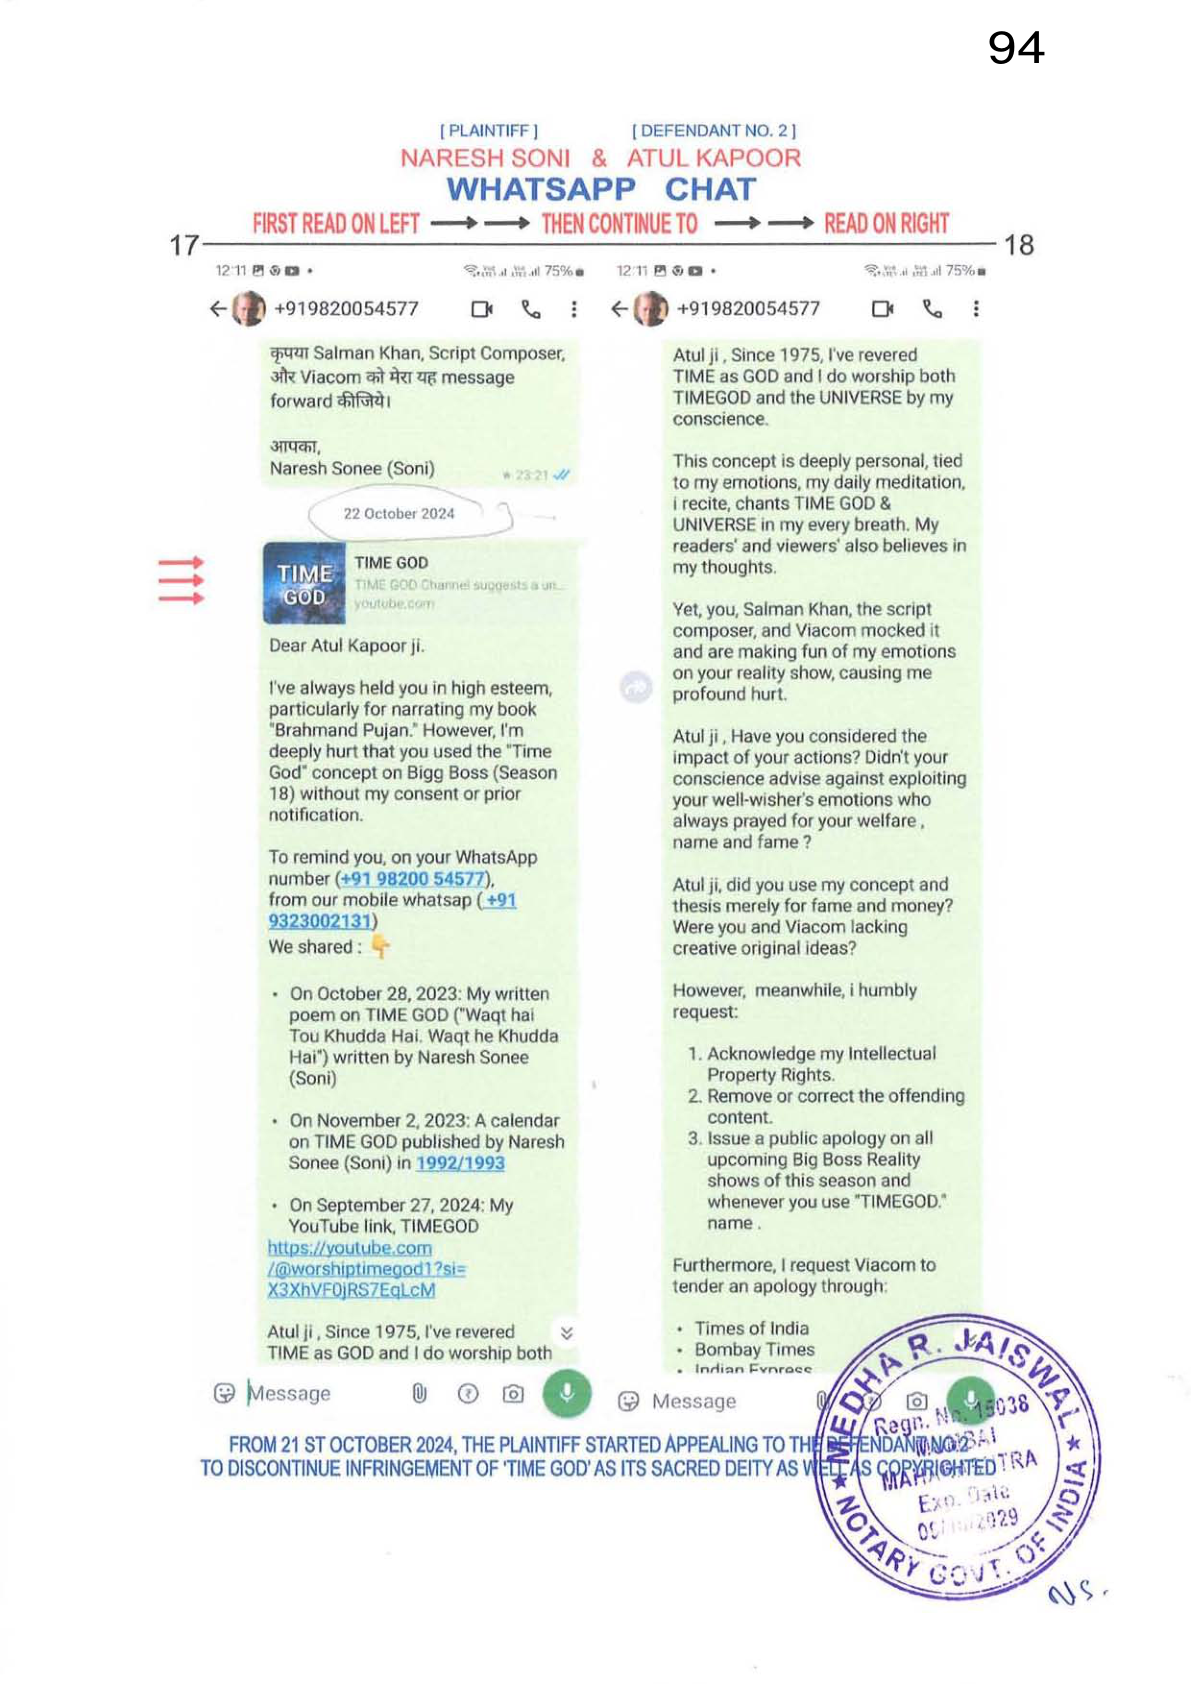 94
[ PLAINTIFF ] [ DEFENDANT NO. 2 ]
NARESH SONI & ATUL KAPOOR
WHATSAPP CHAT
FIRST READ ON LEFT THEN CONTINUE TO READ ON RIGHT
17 18
12:11 75%
+919820054577
कृपया Salman Khan, Script Composer,
और Viacom को मेरा यह message
forward कीजिये।
आपका,
Naresh Sonee (Soni)
23:21
22 October 2024
TIME GOD
TIME GOD
TIME GOD Channel suggests a un...
youtube.com
Dear Atul Kapoor ji.
I've always held you in high esteem,
particularly for narrating my book
"Brahmand Pujan." However, I'm
deeply hurt that you used the "Time
God" concept on Bigg Boss (Season
18) without my consent or prior
notification.
To remind you, on your WhatsApp
number (+91 98200 54577),
from our mobile whatsap ( +91
9323002131)
We shared : 👇
• On October 28, 2023: My written
poem on TIME GOD ("Waqt hai
Tou Khudda Hai. Waqt he Khudda
Hai") written by Naresh Sonee
(Soni)
• On November 2, 2023: A calendar
on TIME GOD published by Naresh
Sonee (Soni) in 1992/1993
• On September 27, 2024: My
YouTube link, TIMEGOD
https://youtube.com
/@worshiptimegod1?si=
X3XhVF0jRS7EqLcM
Atul ji , Since 1975, I've revered
TIME as GOD and I do worship both
Message
12:11 75%
+919820054577
Atul ji , Since 1975, I've revered
TIME as GOD and I do worship both
TIMEGOD and the UNIVERSE by my
conscience.
This concept is deeply personal, tied
to my emotions, my daily meditation,
i recite, chants TIME GOD &
UNIVERSE in my every breath. My
readers' and viewers' also believes in
my thoughts.
Yet, you, Salman Khan, the script
composer, and Viacom mocked it
and are making fun of my emotions
on your reality show, causing me
profound hurt.
Atul ji , Have you considered the
impact of your actions? Didn't your
conscience advise against exploiting
your well-wisher's emotions who
always prayed for your welfare ,
name and fame ?
Atul ji, did you use my concept and
thesis merely for fame and money?
Were you and Viacom lacking
creative original ideas?
However, meanwhile, i humbly
request:
1. Acknowledge my Intellectual
Property Rights.
2. Remove or correct the offending
content.
3. Issue a public apology on all
upcoming Big Boss Reality
shows of this season and
whenever you use "TIMEGOD."
name .
Furthermore, I request Viacom to
tender an apology through:
• Times of India
• Bombay Times
• Indian Express
Message
FROM 21 ST OCTOBER 2024, THE PLAINTIFF STARTED APPEALING TO THE DEFENDANT NO.2
TO DISCONTINUE INFRINGEMENT OF 'TIME GOD' AS ITS SACRED DEITY AS WELL AS COPYRIGHTED
MEDHA R. JAISWAL
Regn. No.
MAHARASHTRA
Exp. Date
NOTARY GOVT. OF INDIA
NS.